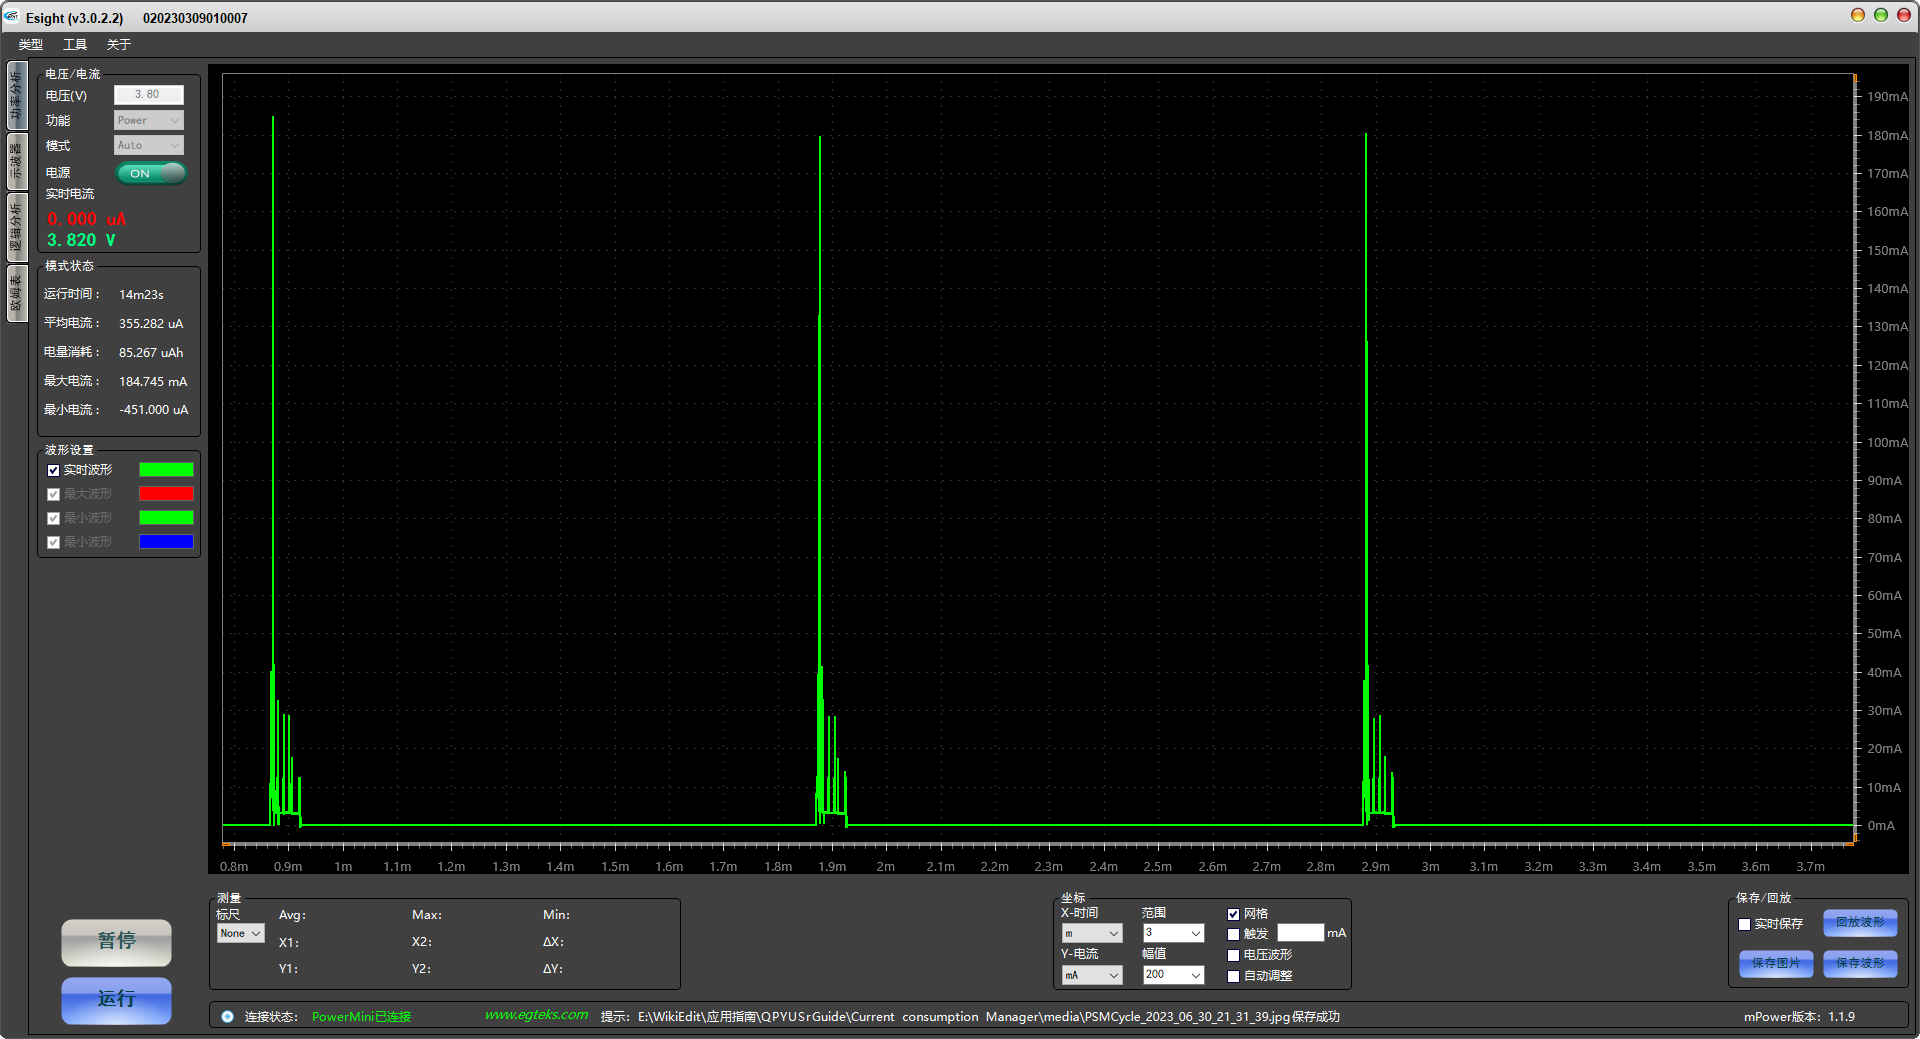 Esight (v3.0.2.2) 020230309010007
类型 工具 关于
功率分析
示波器
逻辑分析
欧姆表
电压/电流
电压(V) 3.80
功能 Power
模式 Auto
电源 ON
实时电流
0.000 uA
3.820 V
模式状态
运行时间： 14m23s
平均电流： 355.282 uA
电量消耗： 85.267 uAh
最大电流： 184.745 mA
最小电流： -451.000 uA
波形设置
实时波形
最大波形
最小波形
最小波形
190mA
180mA
170mA
160mA
150mA
140mA
130mA
120mA
110mA
100mA
90mA
80mA
70mA
60mA
50mA
40mA
30mA
20mA
10mA
0mA
0.8m 0.9m 1m 1.1m 1.2m 1.3m 1.4m 1.5m 1.6m 1.7m 1.8m 1.9m 2m 2.1m 2.2m 2.3m 2.4m 2.5m 2.6m 2.7m 2.8m 2.9m 3m 3.1m 3.2m 3.3m 3.4m 3.5m 3.6m 3.7m
暂停
运行
测量
标尺 Avg: Max: Min:
None X1: X2: ΔX:
Y1: Y2: ΔY:
坐标
X-时间 范围 网格
m 3 触发 mA
Y-电流 幅值 电压波形
mA 200 自动调整
保存/回放
实时保存 回放波形
保存图片 保存波形
连接状态： PowerMini已连接 www.egteks.com 提示： E:\WikiEdit\应用指南\QPYUSrGuide\Current consumption Manager\media\PSMCycle_2023_06_30_21_31_39.jpg保存成功 mPower版本： 1.1.9